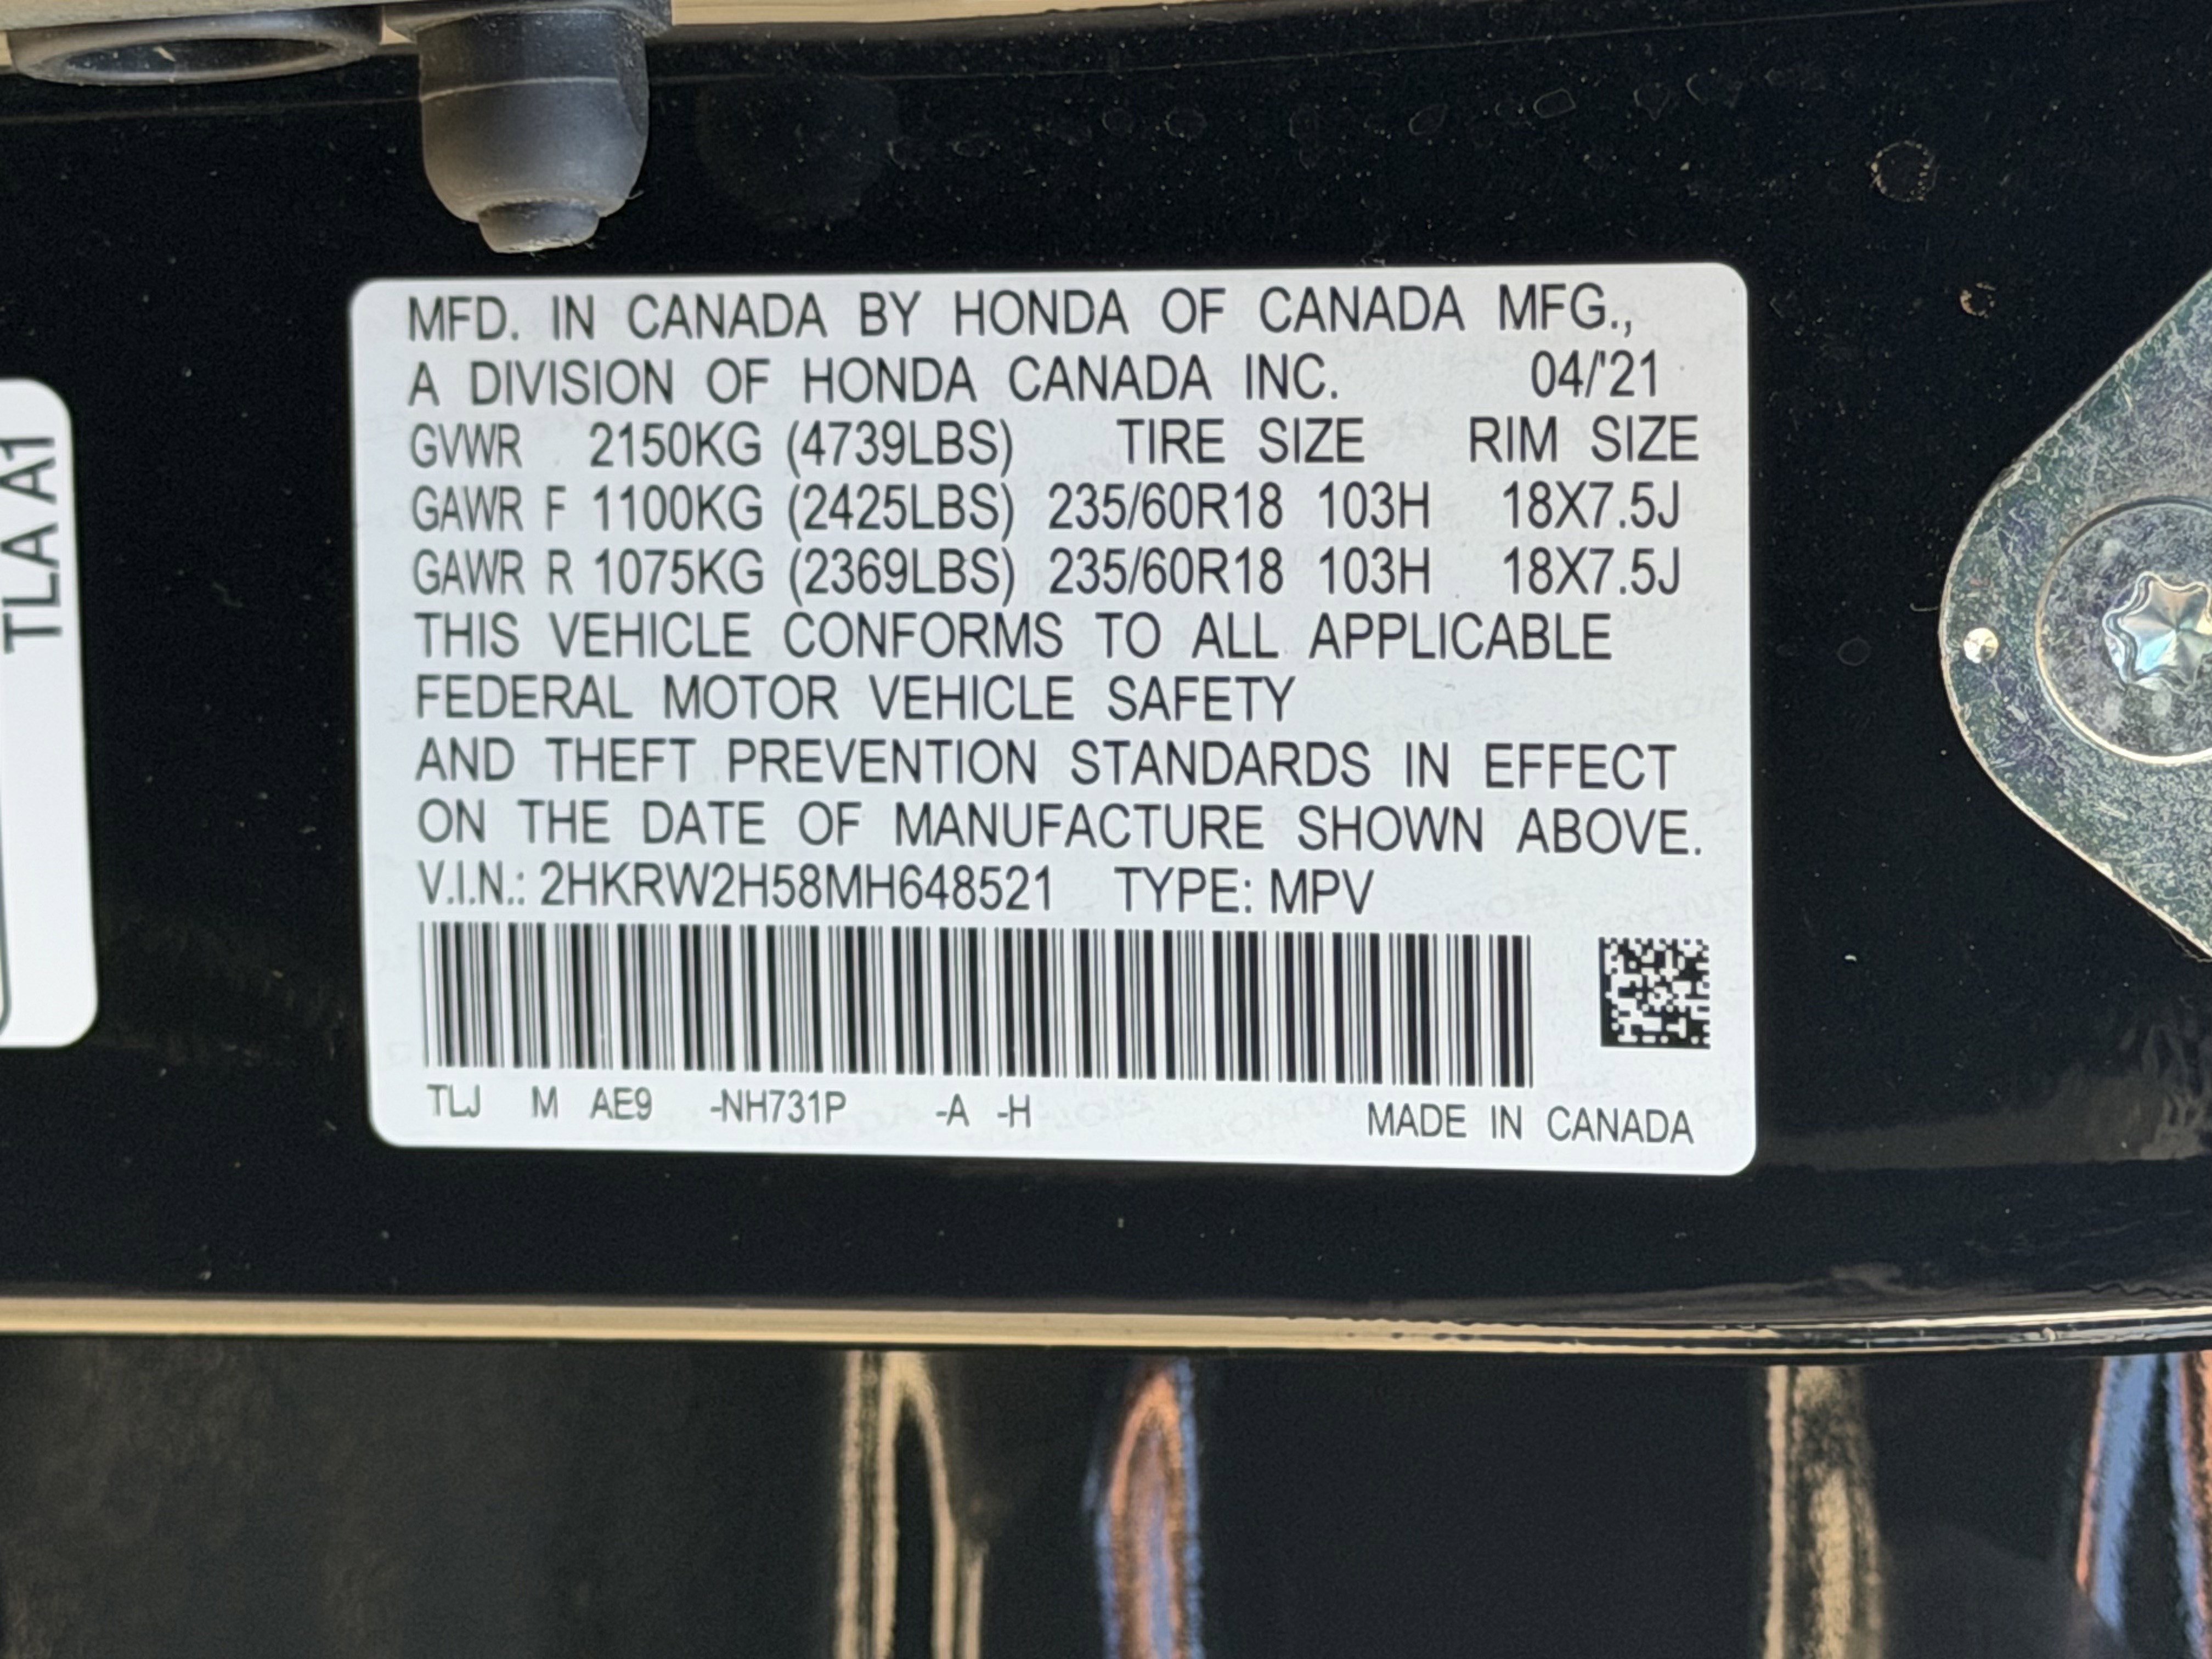 MFD. IN CANADA BY HONDA OF CANADA MFG.,
A DIVISION OF HONDA CANADA INC. 04/'21
GVWR 2150KG (4739LBS) TIRE SIZE RIM SIZE
GAWR F 1100KG (2425LBS) 235/60R18 103H 18X7.5J
GAWR R 1075KG (2369LBS) 235/60R18 103H 18X7.5J
THIS VEHICLE CONFORMS TO ALL APPLICABLE
FEDERAL MOTOR VEHICLE SAFETY
AND THEFT PREVENTION STANDARDS IN EFFECT
ON THE DATE OF MANUFACTURE SHOWN ABOVE.
V.I.N.: 2HKRW2H58MH648521 TYPE: MPV
TLJ M AE9 -NH731P -A -H MADE IN CANADA
TLA A1